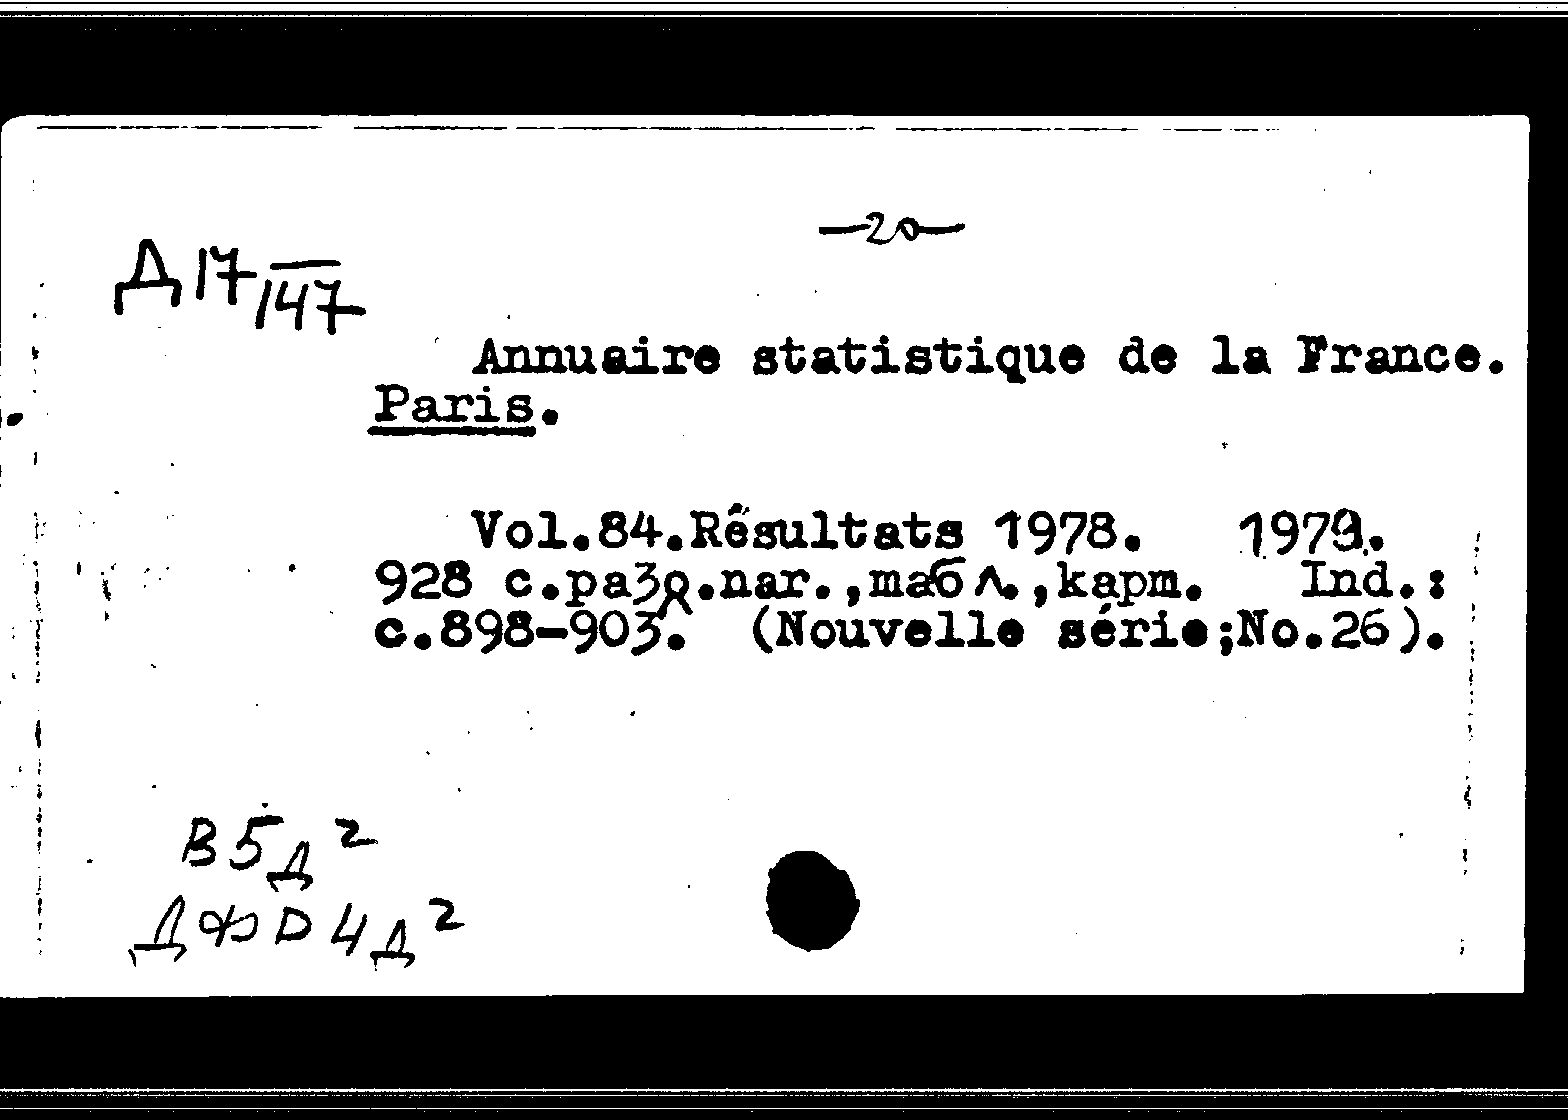 —20—
Д17/147
Annuaire statistique de la France.
Paris.
Vol.84.Résultats 1978. 1979.
928 с.разд.паг.,табл.,карт. Ind.:
с.898-903. (Nouvelle série;No.26).
В5д²
ДФD4д²